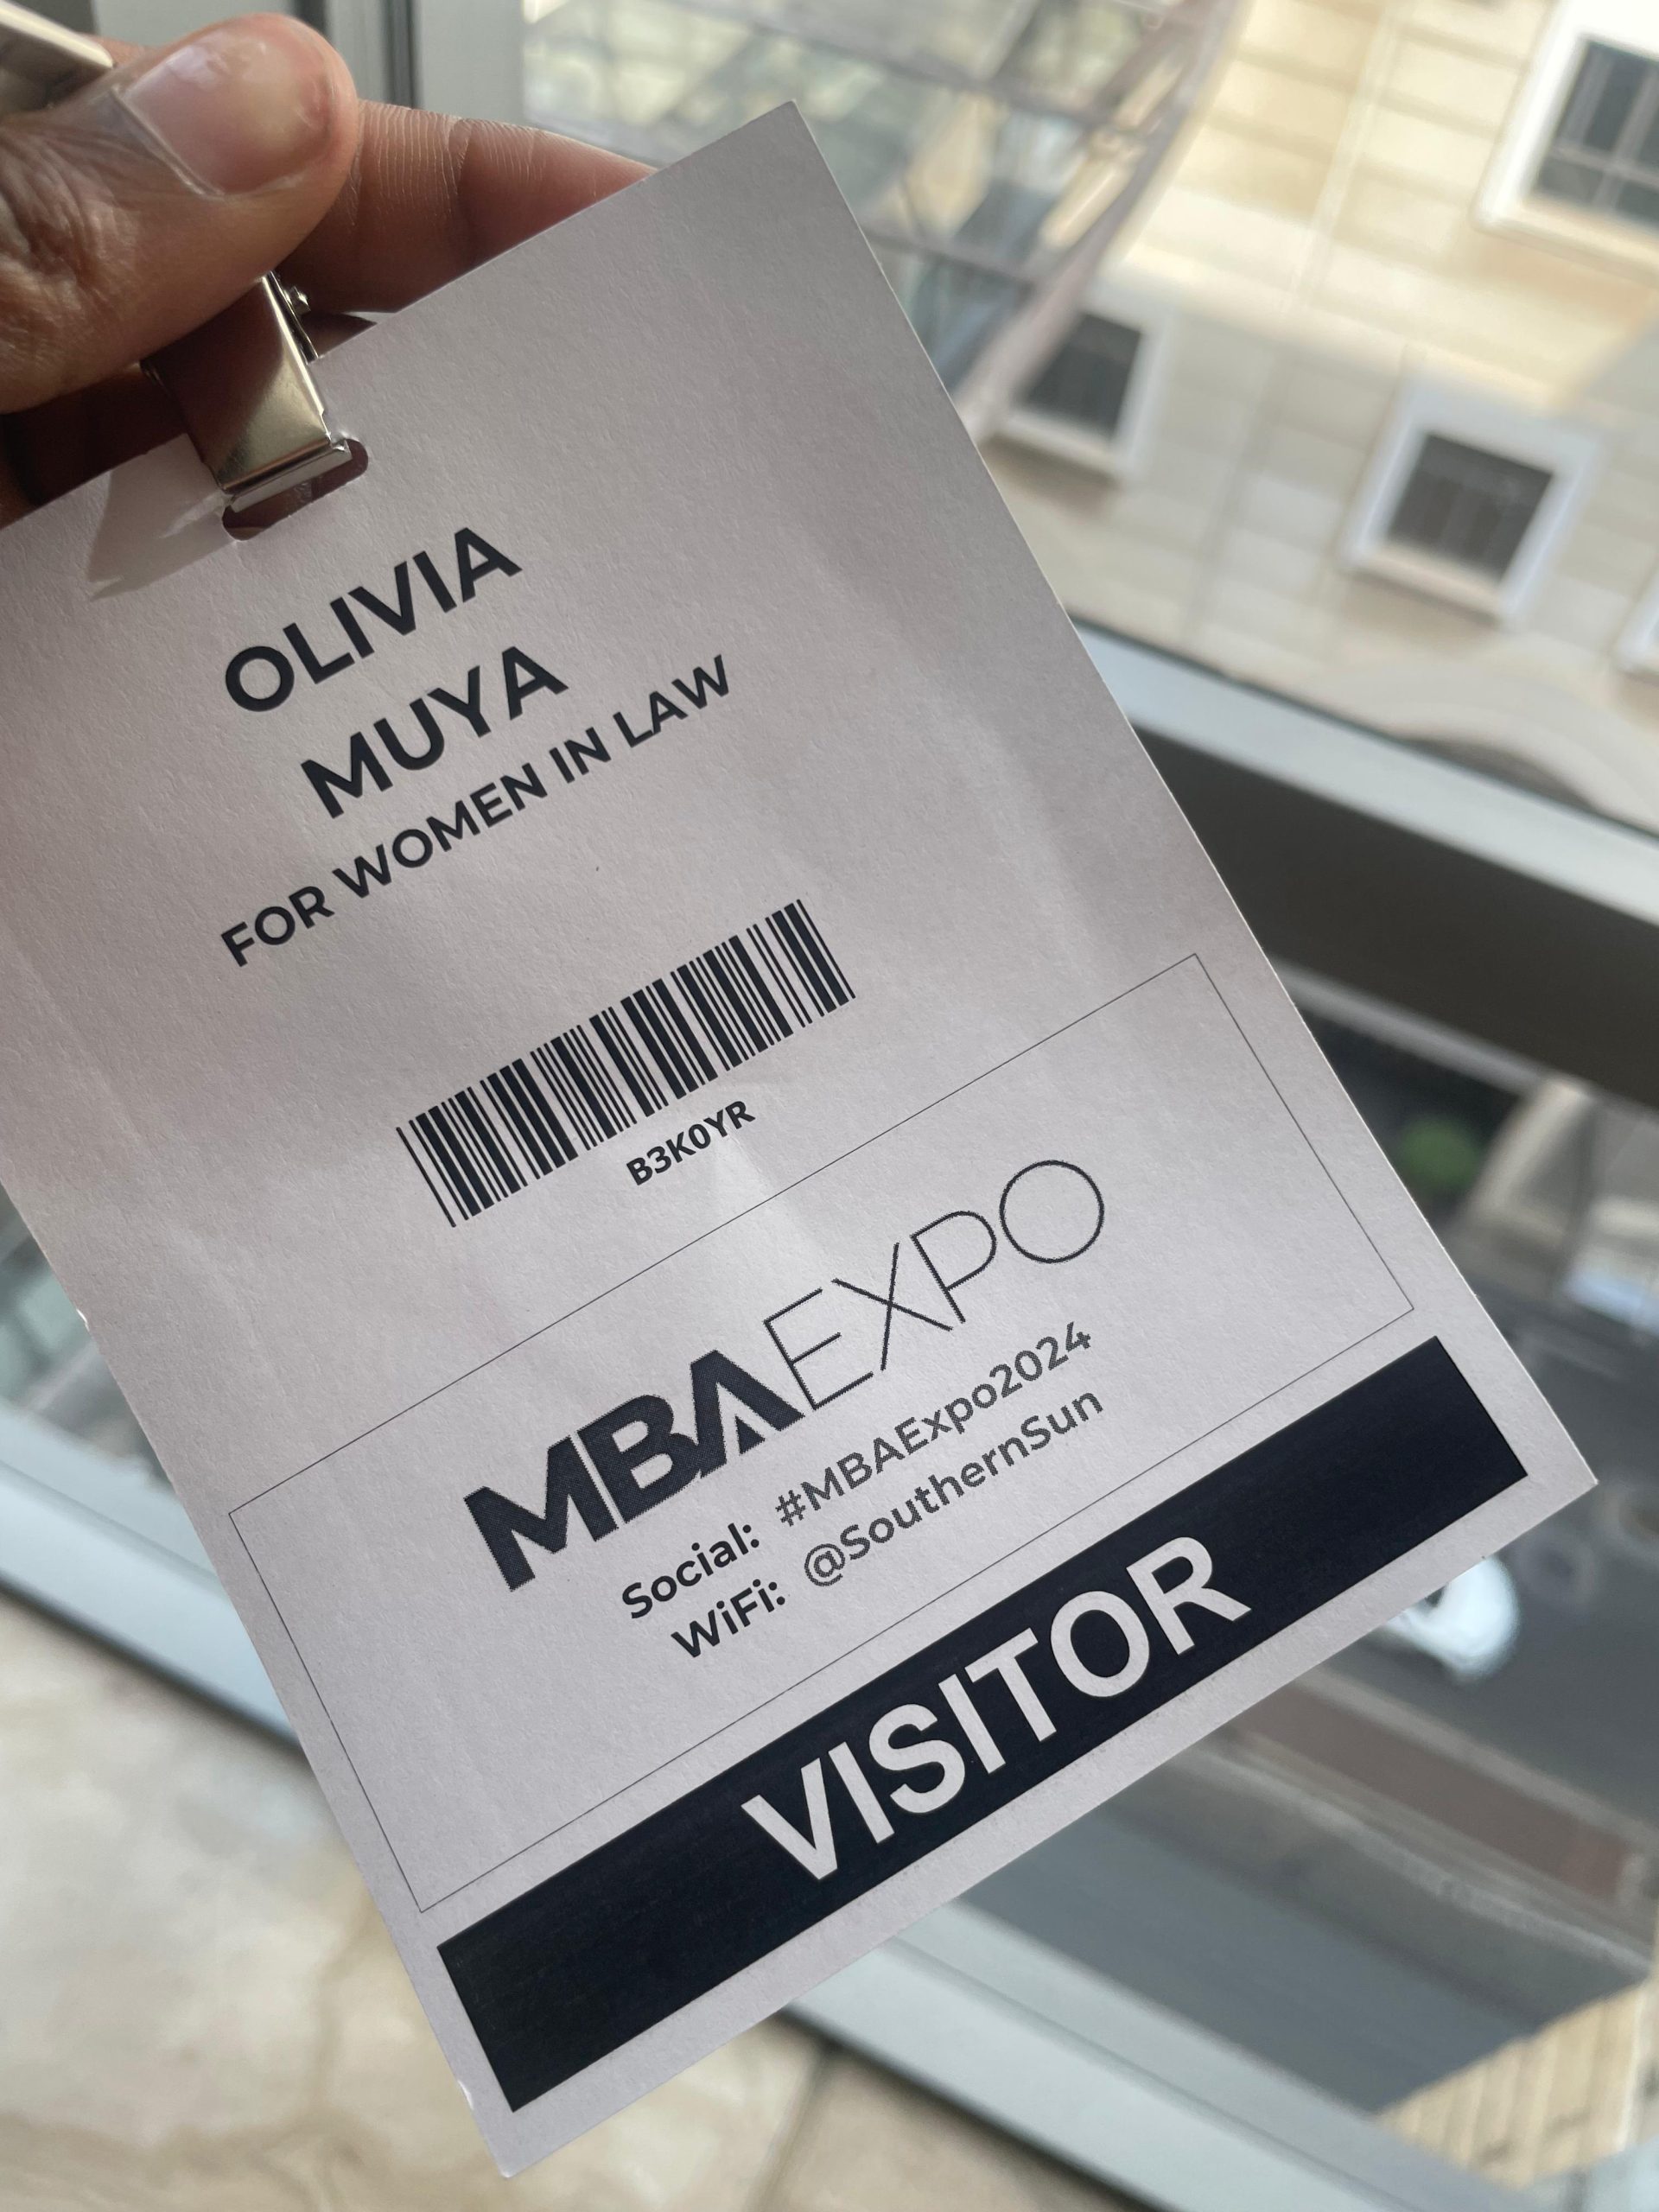 OLIVIA
MUYA
FOR WOMEN IN LAW
B3K0YR
MBAEXPO
Social: #MBAExpo2024
WiFi: @SouthernSun
VISITOR